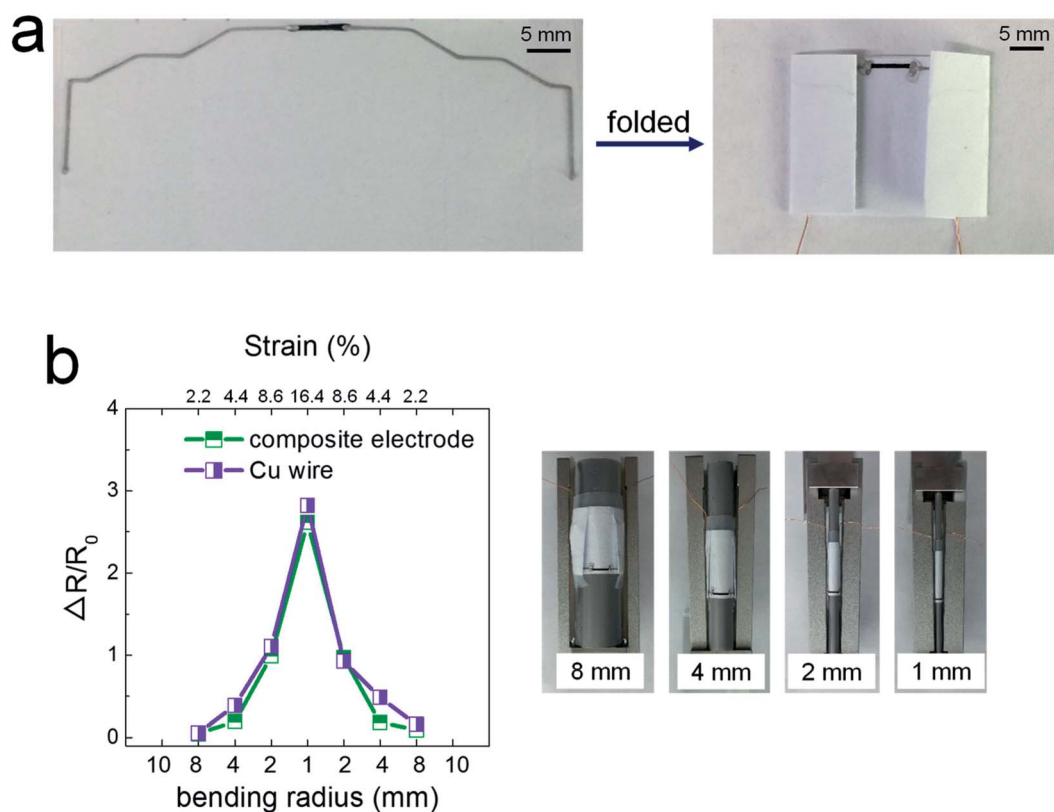 a
5 mm
folded
5 mm
b
Strain (%)
2.2 4.4 8.6 16.4 8.6 4.4 2.2
4
composite electrode
Cu wire
3
2
1
0
ΔR/R₀
10 8 4 2 1 2 4 8 10
bending radius (mm)
8 mm
4 mm
2 mm
1 mm